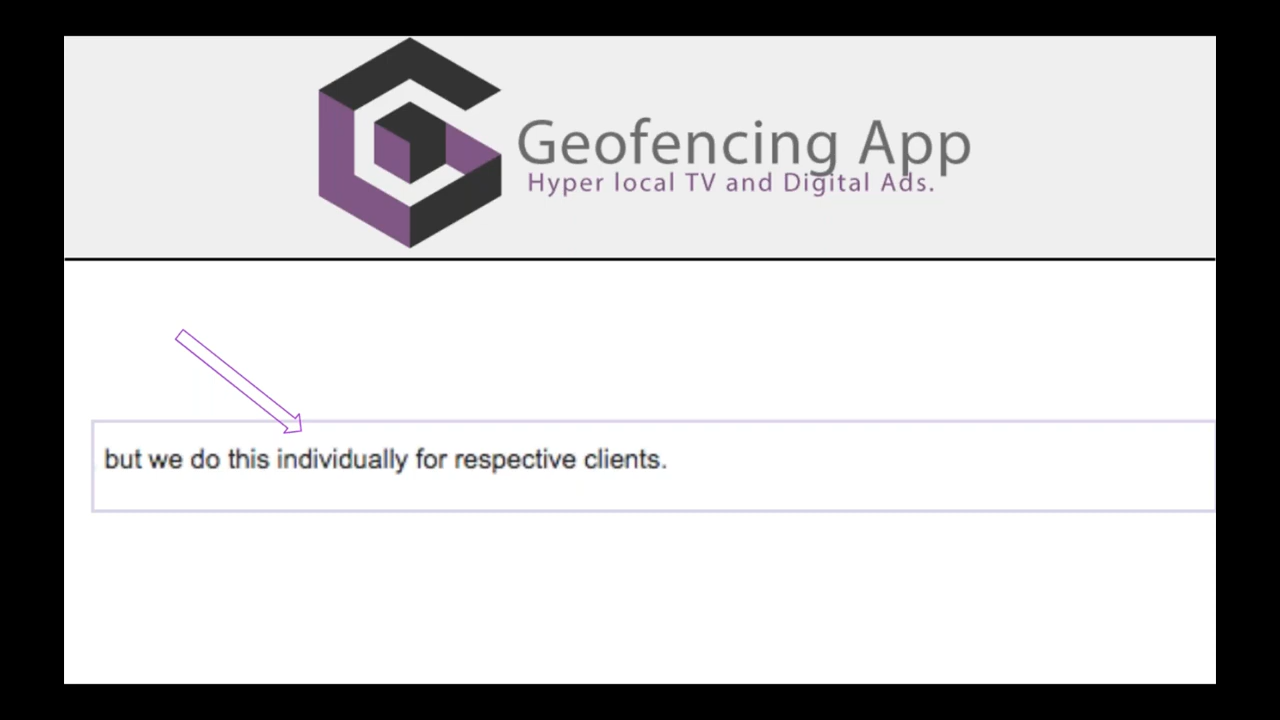 Geofencing App
Hyper local TV and Digital Ads.
but we do this individually for respective clients.